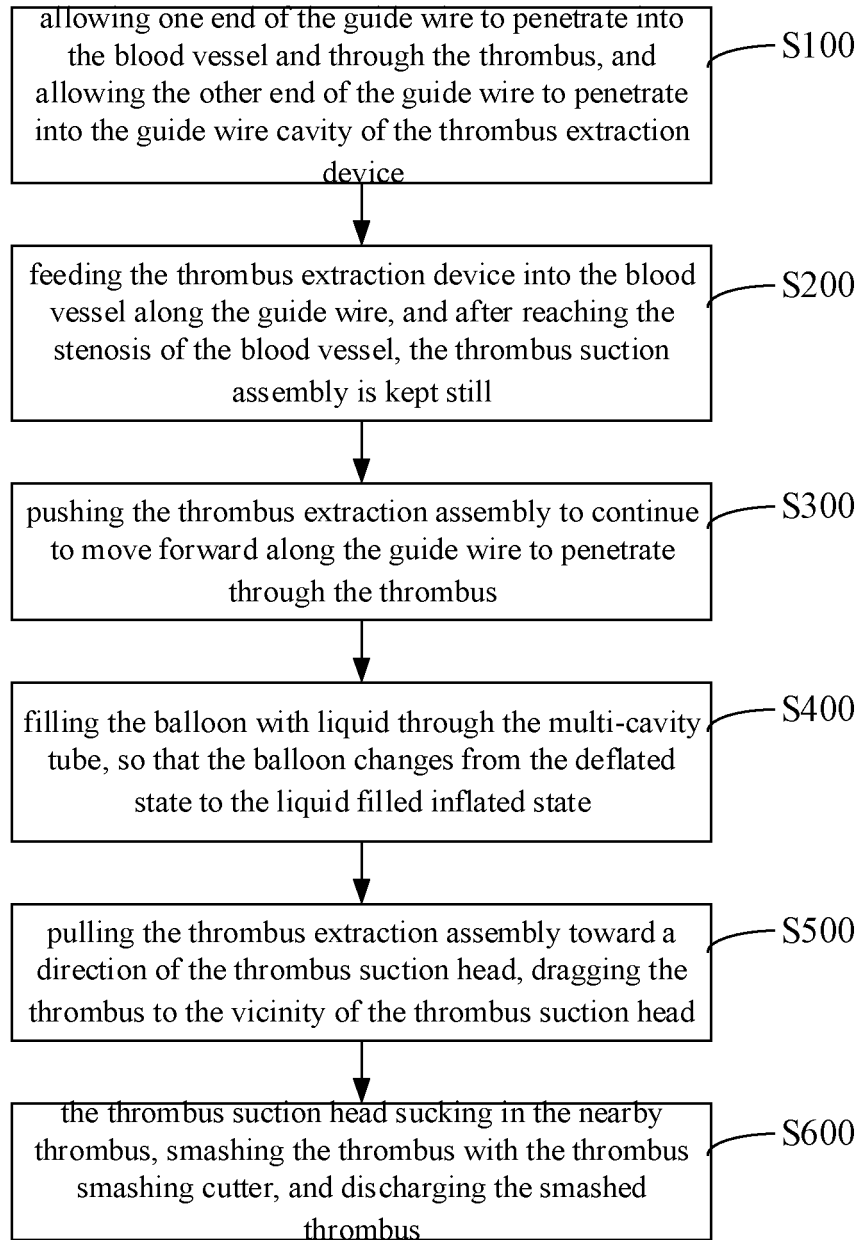 allowing one end of the guide wire to penetrate into
the blood vessel and through the thrombus, and
allowing the other end of the guide wire to penetrate
into the guide wire cavity of the thrombus extraction
device
S100
feeding the thrombus extraction device into the blood
vessel along the guide wire, and after reaching the
stenosis of the blood vessel, the thrombus suction
assembly is kept still
S200
pushing the thrombus extraction assembly to continue
to move forward along the guide wire to penetrate
through the thrombus
S300
filling the balloon with liquid through the multi-cavity
tube, so that the balloon changes from the deflated
state to the liquid filled inflated state
S400
pulling the thrombus extraction assembly toward a
direction of the thrombus suction head, dragging the
thrombus to the vicinity of the thrombus suction head
S500
the thrombus suction head sucking in the nearby
thrombus, smashing the thrombus with the thrombus
smashing cutter, and discharging the smashed
thrombus
S600